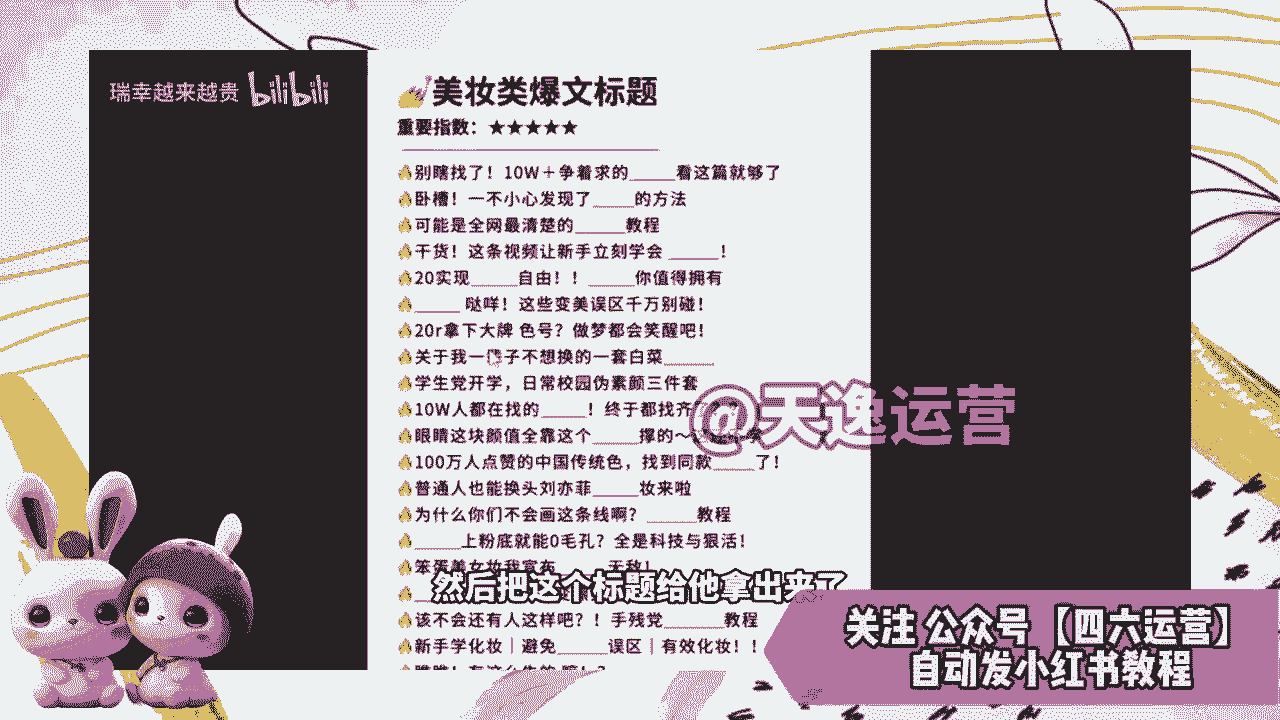 瑞幸越来越贵 bilibili
美妆类爆文标题
重要指数：★★★★★
别瞎找了！10W＋争着求的_____看这篇就够了
卧槽！一不小心发现了_____的方法
可能是全网最清楚的______教程
干货！这条视频让新手立刻学会 ______！
20实现______自由！！_____你值得拥有
_____ 哒咩！这些变美误区千万别碰！
20r拿下大牌 色号？做梦都会笑醒吧！
关于我一 子不想换的一套白菜______
学生党开学，日常校园伪素颜三件套
10W人都在找的_____！终于都找齐
眼睛这块颜值全靠这个_____撑的～
@天逸运营
100万人点赞的中国传统色，找到同款_____了！
普通人也能换头刘亦菲_____妆来啦
为什么你们不会画这条线啊？______教程
______上粉底就能0毛孔？全是科技与狠活！
笨蛋美女
然后把这个标题给他拿出来了
该不会还有人这样吧？！手残党_______教程
新手学化妆｜避免______误区｜有效化妆！！
关注 公众号 【四六运营】
自动发小红书教程